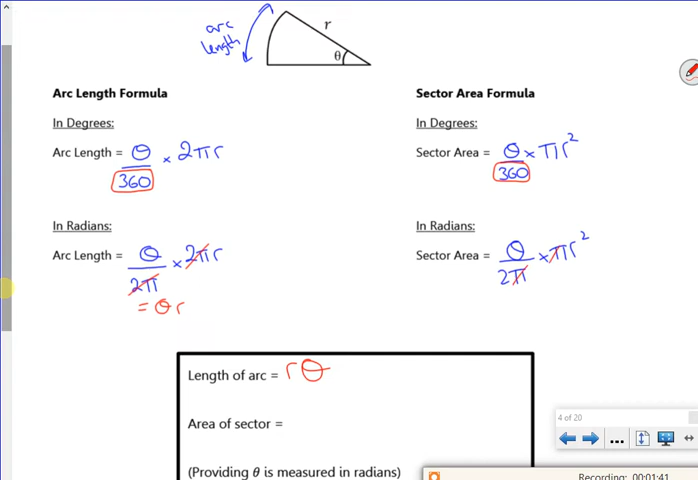 arc
length
r
θ
Arc Length Formula
In Degrees:
Arc Length = θ/360 × 2πr
In Radians:
Arc Length = θ/2π × 2πr
= θr
Sector Area Formula
In Degrees:
Sector Area = θ/360 × πr²
In Radians:
Sector Area = θ/2π × πr²
Length of arc = rθ
Area of sector =
(Providing θ is measured in radians)
4 of 20
...
Recording: 00:01:41